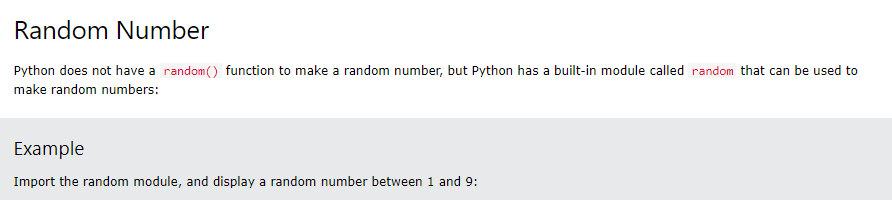 Random Number
Python does not have a random() function to make a random number, but Python has a built-in module called random that can be used to
make random numbers:
Example
Import the random module, and display a random number between 1 and 9: